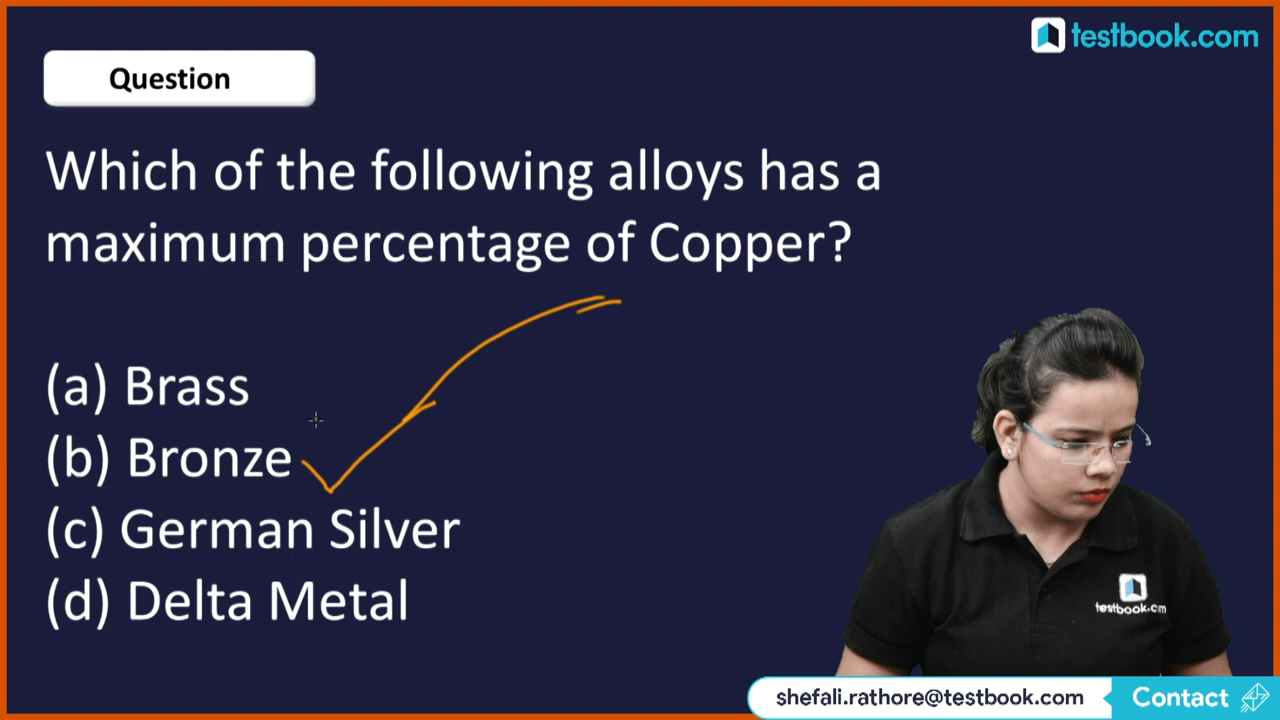 testbook.com
Question
Which of the following alloys has a
maximum percentage of Copper?
(a) Brass
(b) Bronze
(c) German Silver
(d) Delta Metal
testbook.cm
shefali.rathore@testbook.com
Contact